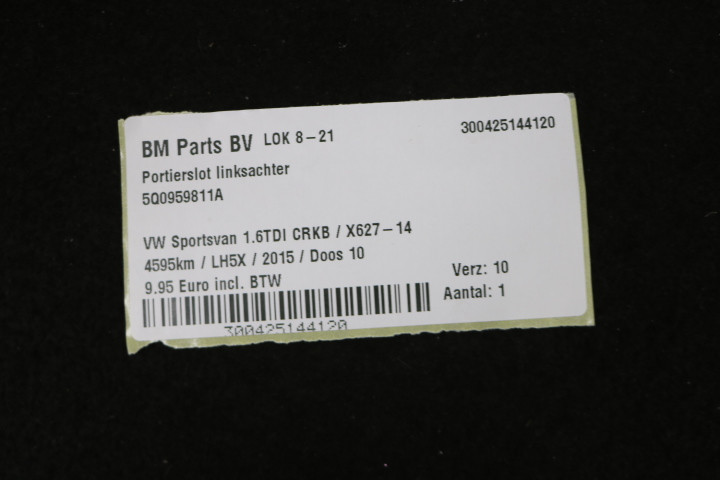 BM Parts BV LOK 8-21
300425144120
Portierslot linksachter
5Q0959811A
VW Sportsvan 1.6TDI CRKB / X627-14
4595km / LH5X / 2015 / Doos 10
9.95 Euro incl. BTW
Verz: 10
Aantal: 1
300425144120